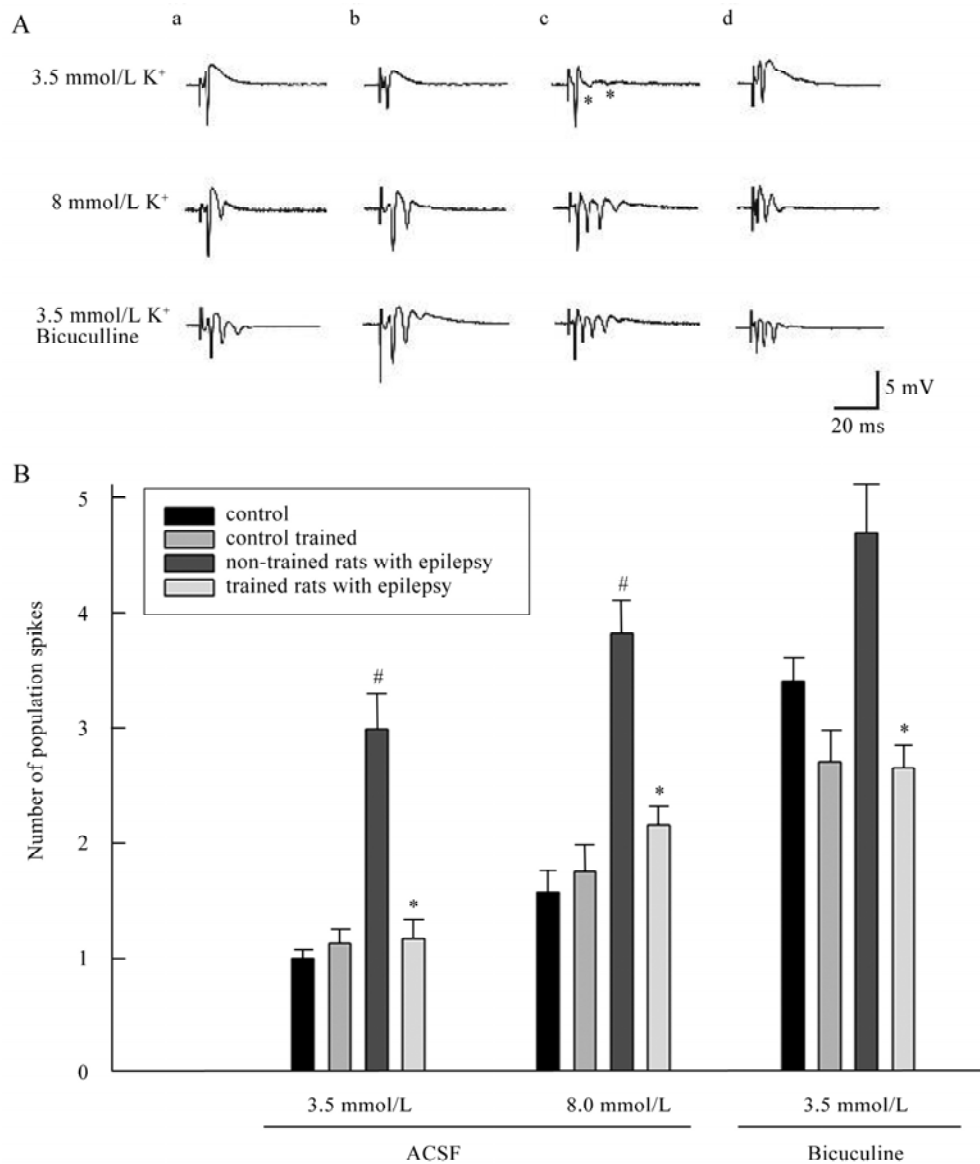 A
a b c d
3.5 mmol/L K⁺
* *
8 mmol/L K⁺
3.5 mmol/L K⁺
Bicuculline
5 mV
20 ms
B
Number of population spikes
5
4
3
2
1
0
control
control trained
non-trained rats with epilepsy
trained rats with epilepsy
#
*
#
*
*
3.5 mmol/L 8.0 mmol/L 3.5 mmol/L
ACSF Bicuculine